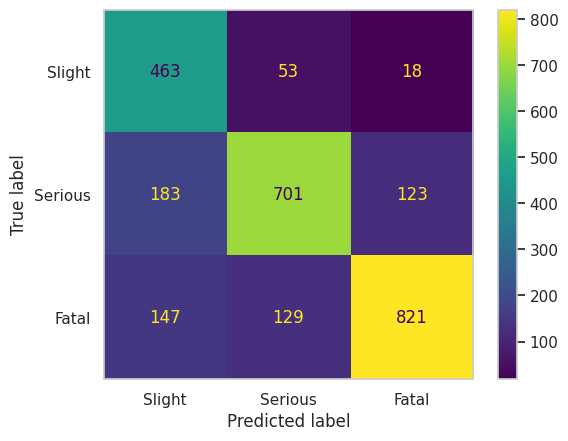 True label
Slight
Serious
Fatal
463 53 18
183 701 123
147 129 821
Slight Serious Fatal
Predicted label
800
700
600
500
400
300
200
100